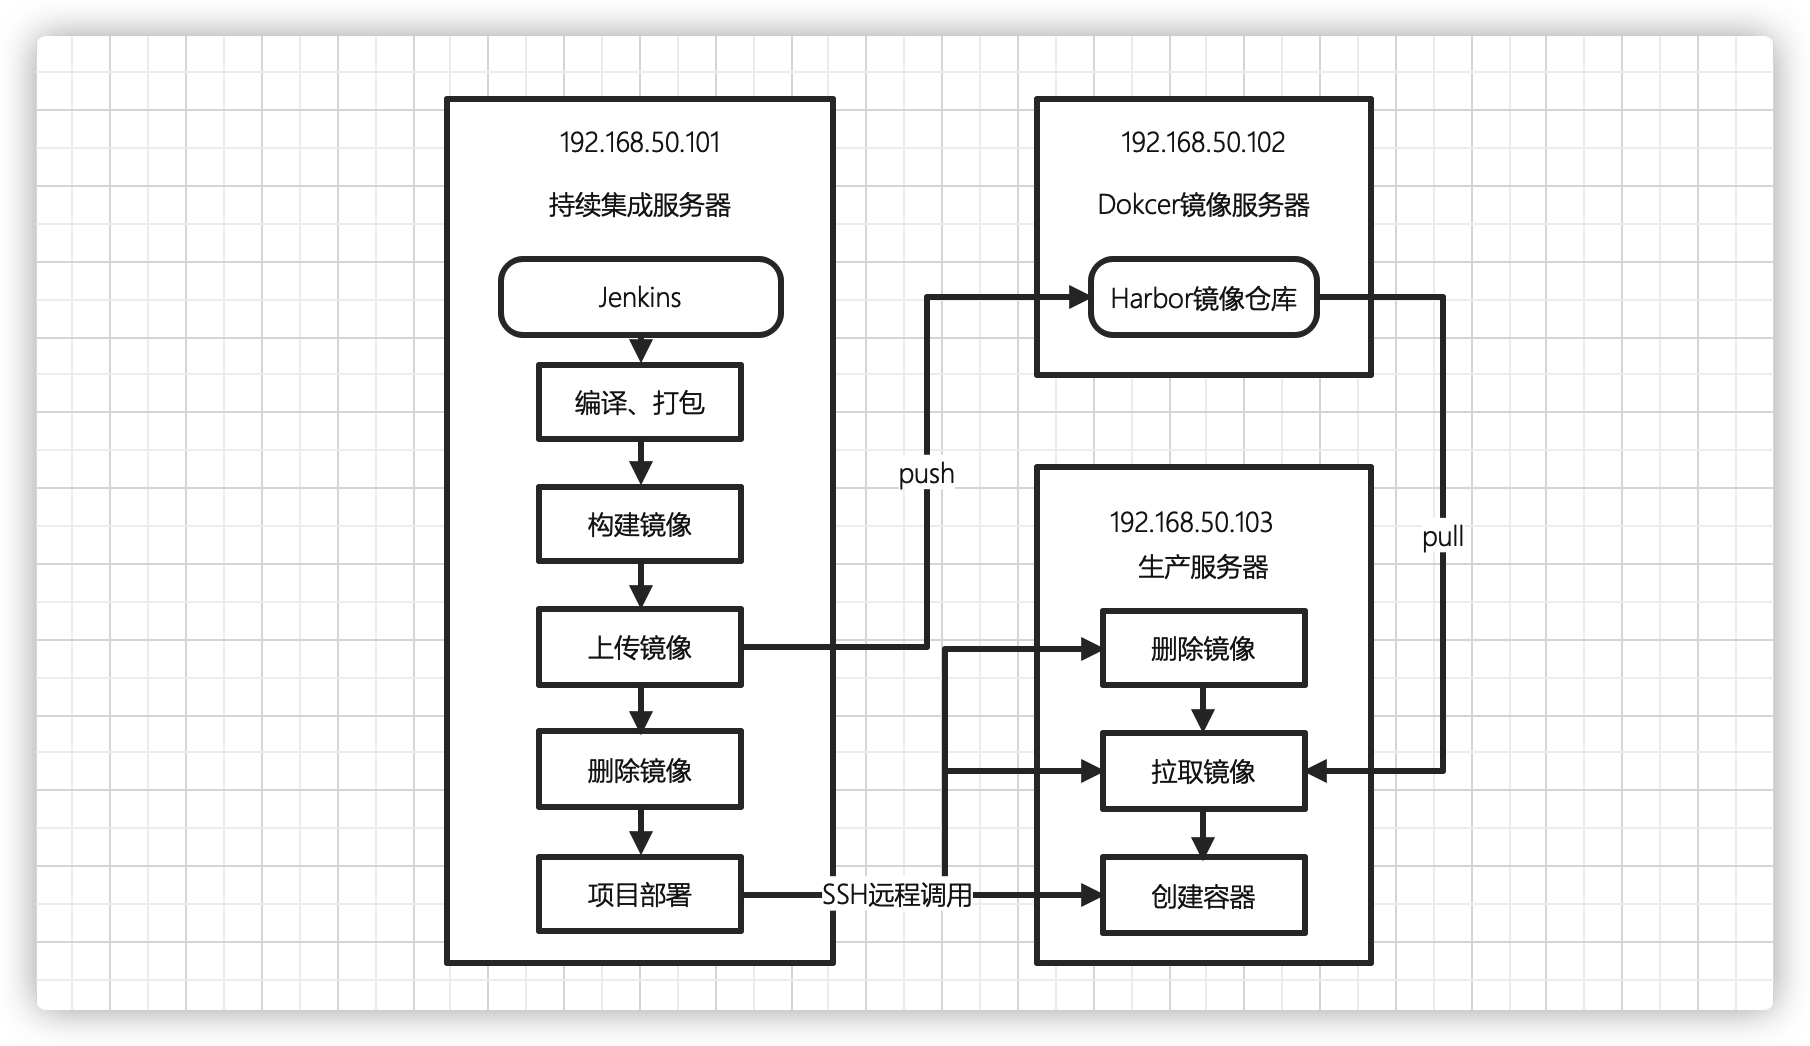 192.168.50.101
持续集成服务器
Jenkins
编译、打包
构建镜像
上传镜像
删除镜像
项目部署
push
SSH远程调用
192.168.50.102
Dokcer镜像服务器
Harbor镜像仓库
pull
192.168.50.103
生产服务器
删除镜像
拉取镜像
创建容器